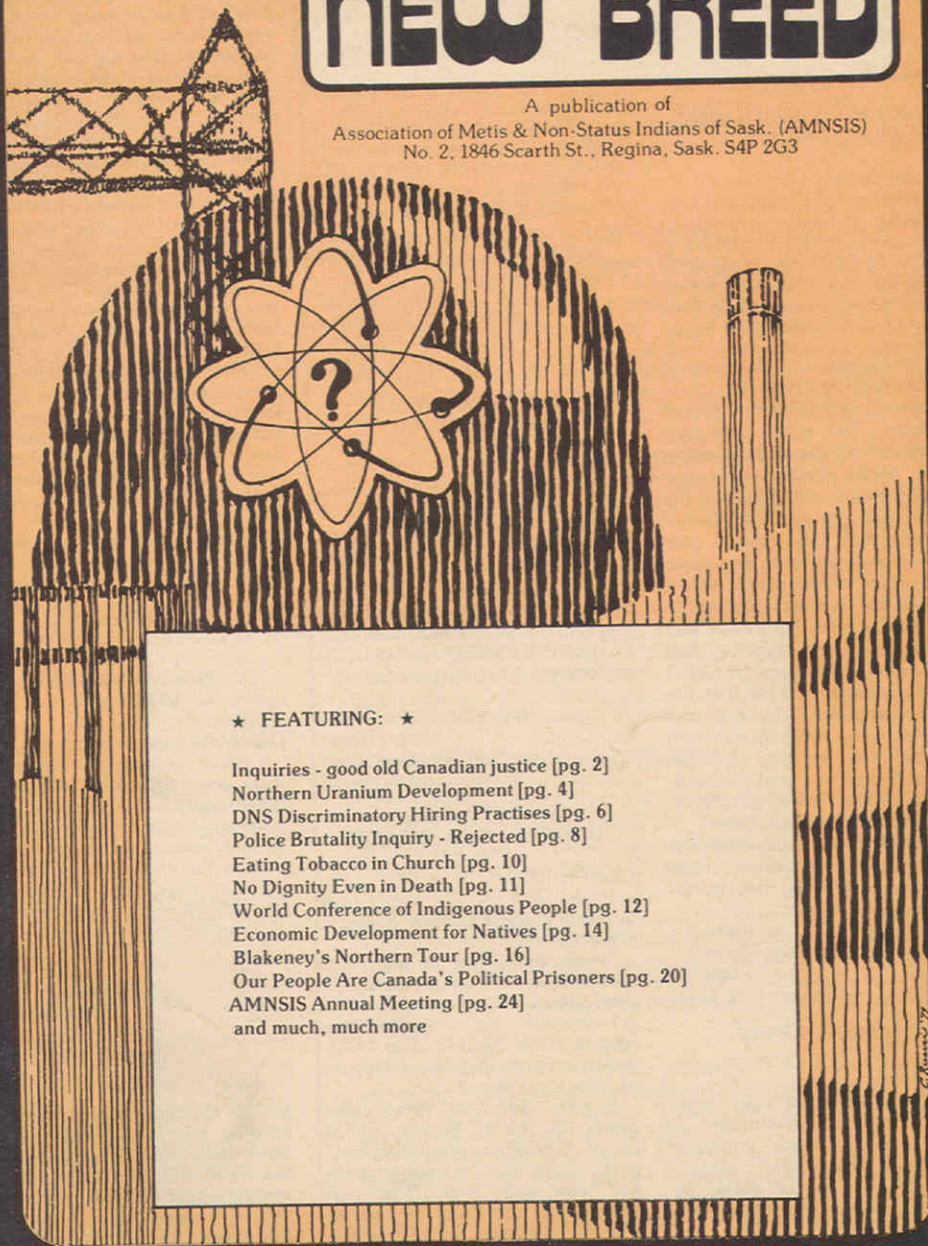 NEW BREED
A publication of
Association of Metis & Non-Status Indians of Sask. (AMNSIS)
No. 2, 1846 Scarth St., Regina, Sask. S4P 2G3
?
★ FEATURING: ★
Inquiries - good old Canadian justice [pg. 2]
Northern Uranium Development [pg. 4]
DNS Discriminatory Hiring Practises [pg. 6]
Police Brutality Inquiry - Rejected [pg. 8]
Eating Tobacco in Church [pg. 10]
No Dignity Even in Death [pg. 11]
World Conference of Indigenous People [pg. 12]
Economic Development for Natives [pg. 14]
Blakeney's Northern Tour [pg. 16]
Our People Are Canada's Political Prisoners [pg. 20]
AMNSIS Annual Meeting [pg. 24]
and much, much more